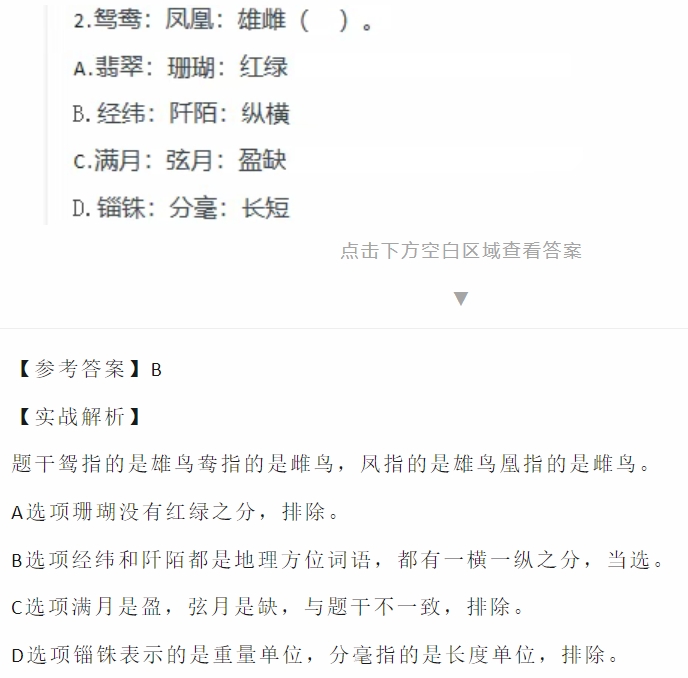 2.鸳鸯：凤凰：雄雌（ ）。
A.翡翠：珊瑚：红绿
B.经纬：阡陌：纵横
C.满月：弦月：盈缺
D.锱铢：分毫：长短
点击下方空白区域查看答案
▼
【参考答案】B
【实战解析】
题干鸳指的是雄鸟鸯指的是雌鸟，凤指的是雄鸟凰指的是雌鸟。
A选项珊瑚没有红绿之分，排除。
B选项经纬和阡陌都是地理方位词语，都有一横一纵之分，当选。
C选项满月是盈，弦月是缺，与题干不一致，排除。
D选项锱铢表示的是重量单位，分毫指的是长度单位，排除。